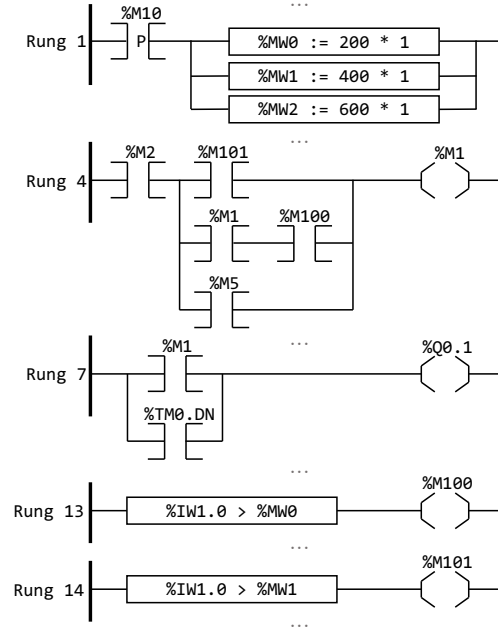 ...
%M10
Rung 1 P %MW0 := 200 * 1
%MW1 := 400 * 1
%MW2 := 600 * 1
...
%M2 %M101 %M1
Rung 4
%M1 %M100
%M5
...
%M1 %Q0.1
Rung 7
%TM0.DN
...
%M100
Rung 13 %IW1.0 > %MW0
...
%M101
Rung 14 %IW1.0 > %MW1
...